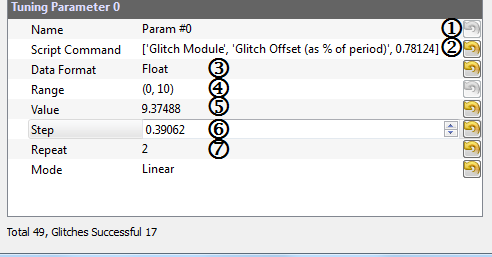 Tuning Parameter 0
Name Param #0 1
Script Command ['Glitch Module', 'Glitch Offset (as % of period)', 0.78124] 2
Data Format Float 3
Range (0, 10) 4
Value 9.37488 5
Step 0.39062 6
Repeat 2 7
Mode Linear
Total 49, Glitches Successful 17